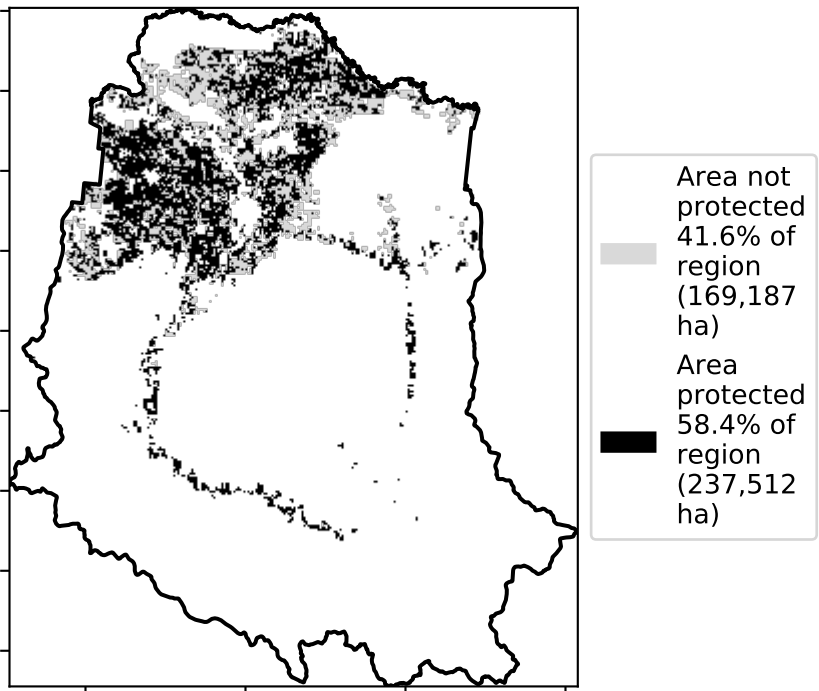 Area not
protected
41.6% of
region
(169,187
ha)
Area
protected
58.4% of
region
(237,512
ha)